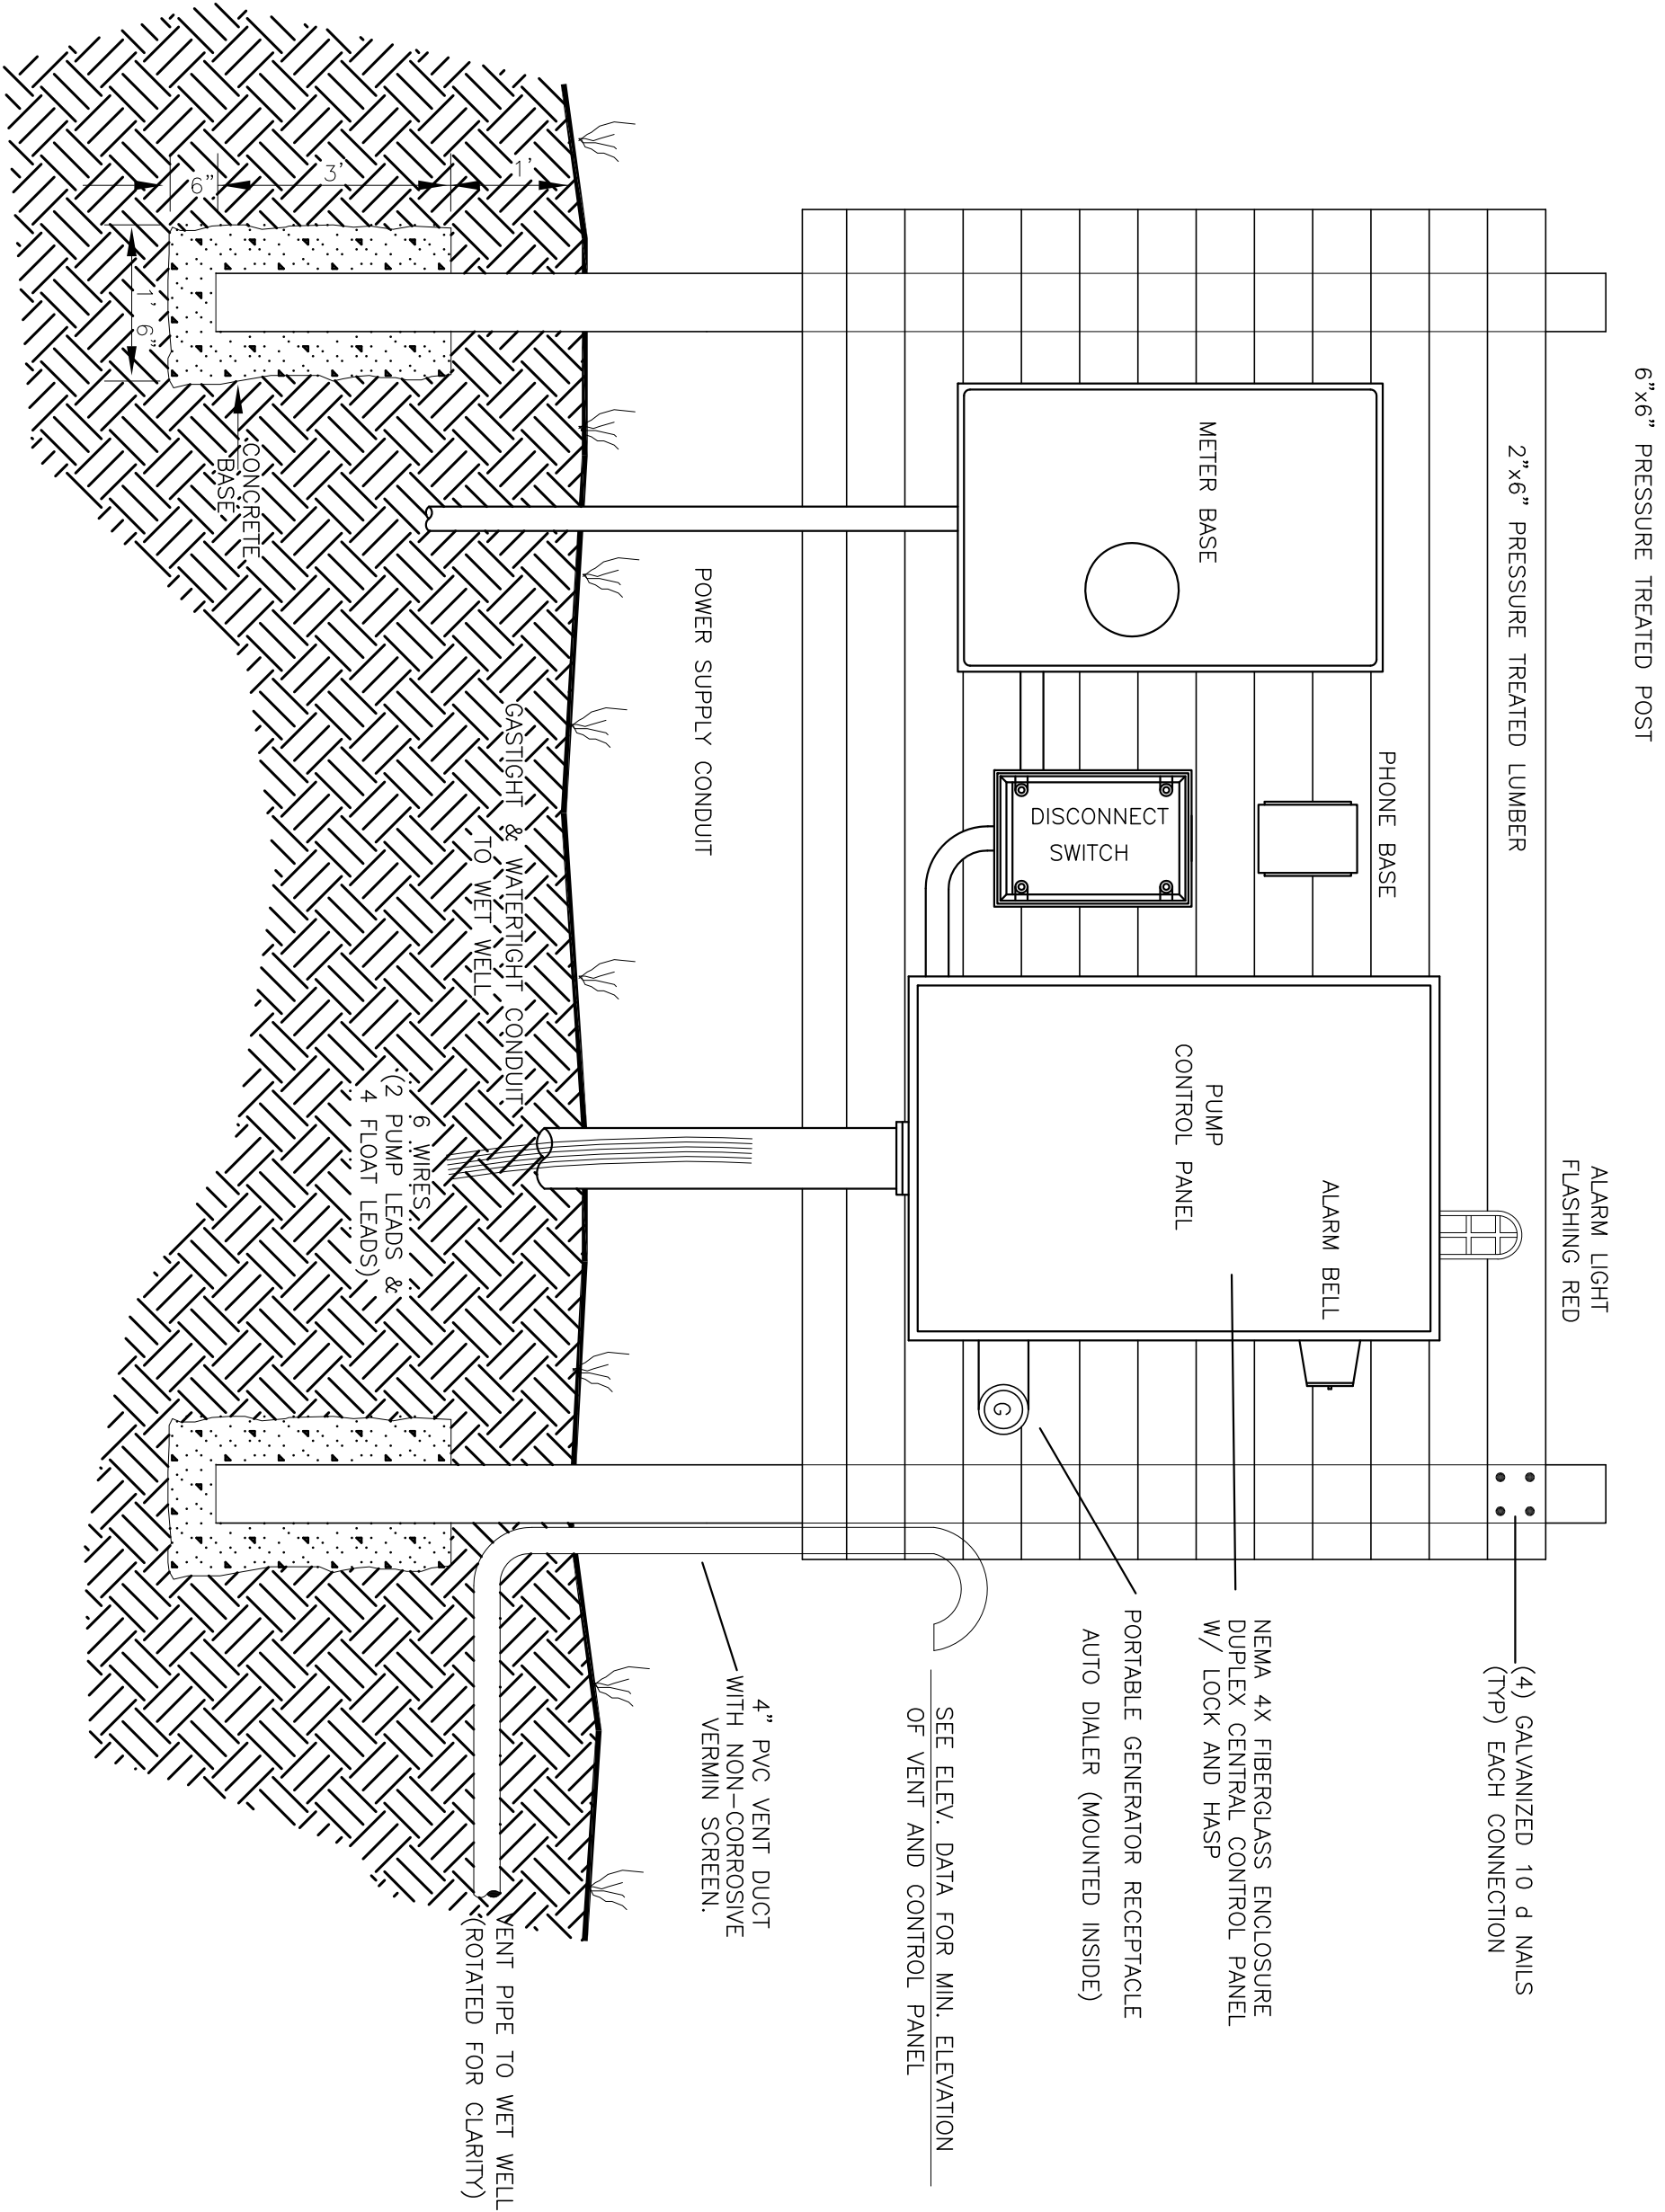 6"x6" PRESSURE TREATED POST
2"x6" PRESSURE TREATED LUMBER
ALARM LIGHT
FLASHING RED
(4) GALVANIZED 10 d NAILS
(TYP) EACH CONNECTION
PHONE BASE
METER BASE
DISCONNECT
SWITCH
ALARM BELL
PUMP
CONTROL PANEL
G
NEMA 4X FIBERGLASS ENCLOSURE
DUPLEX CENTRAL CONTROL PANEL
W/ LOCK AND HASP
PORTABLE GENERATOR RECEPTACLE
AUTO DIALER (MOUNTED INSIDE)
SEE ELEV. DATA FOR MIN. ELEVATION
OF VENT AND CONTROL PANEL
4" PVC VENT DUCT
WITH NON-CORROSIVE
VERMIN SCREEN.
POWER SUPPLY CONDUIT
GASTIGHT & WATERTIGHT CONDUIT
TO WET WELL
VENT PIPE TO WET WELL
(ROTATED FOR CLARITY)
6 WIRES
(2 PUMP LEADS &
4 FLOAT LEADS)
CONCRETE
BASE
1'
3'
6"
1' 6"